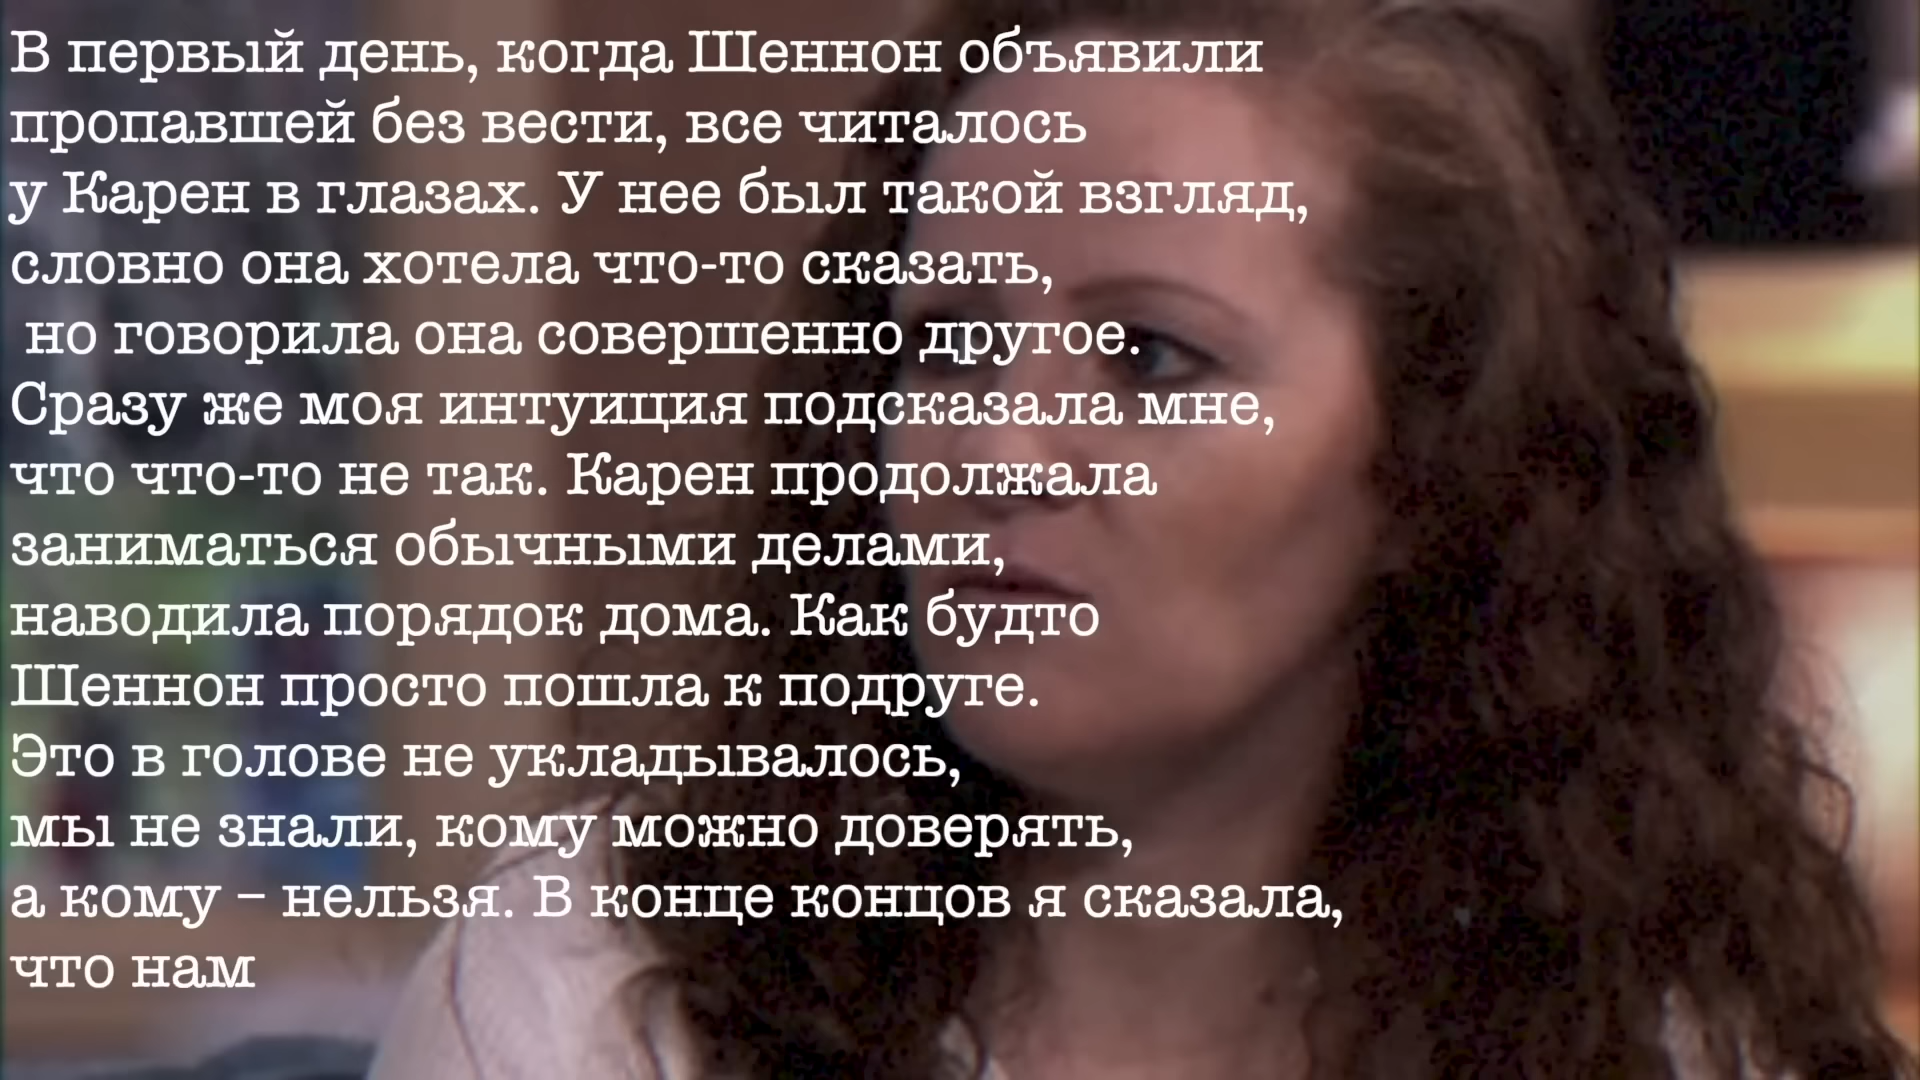 В первый день, когда Шеннон объявили
пропавшей без вести, все читалось
у Карен в глазах. У нее был такой взгляд,
словно она хотела что-то сказать,
но говорила она совершенно другое.
Сразу же моя интуиция подсказала мне,
что что-то не так. Карен продолжала
заниматься обычными делами,
наводила порядок дома. Как будто
Шеннон просто пошла к подруге.
Это в голове не укладывалось,
мы не знали, кому можно доверять,
а кому – нельзя. В конце концов я сказала,
что нам